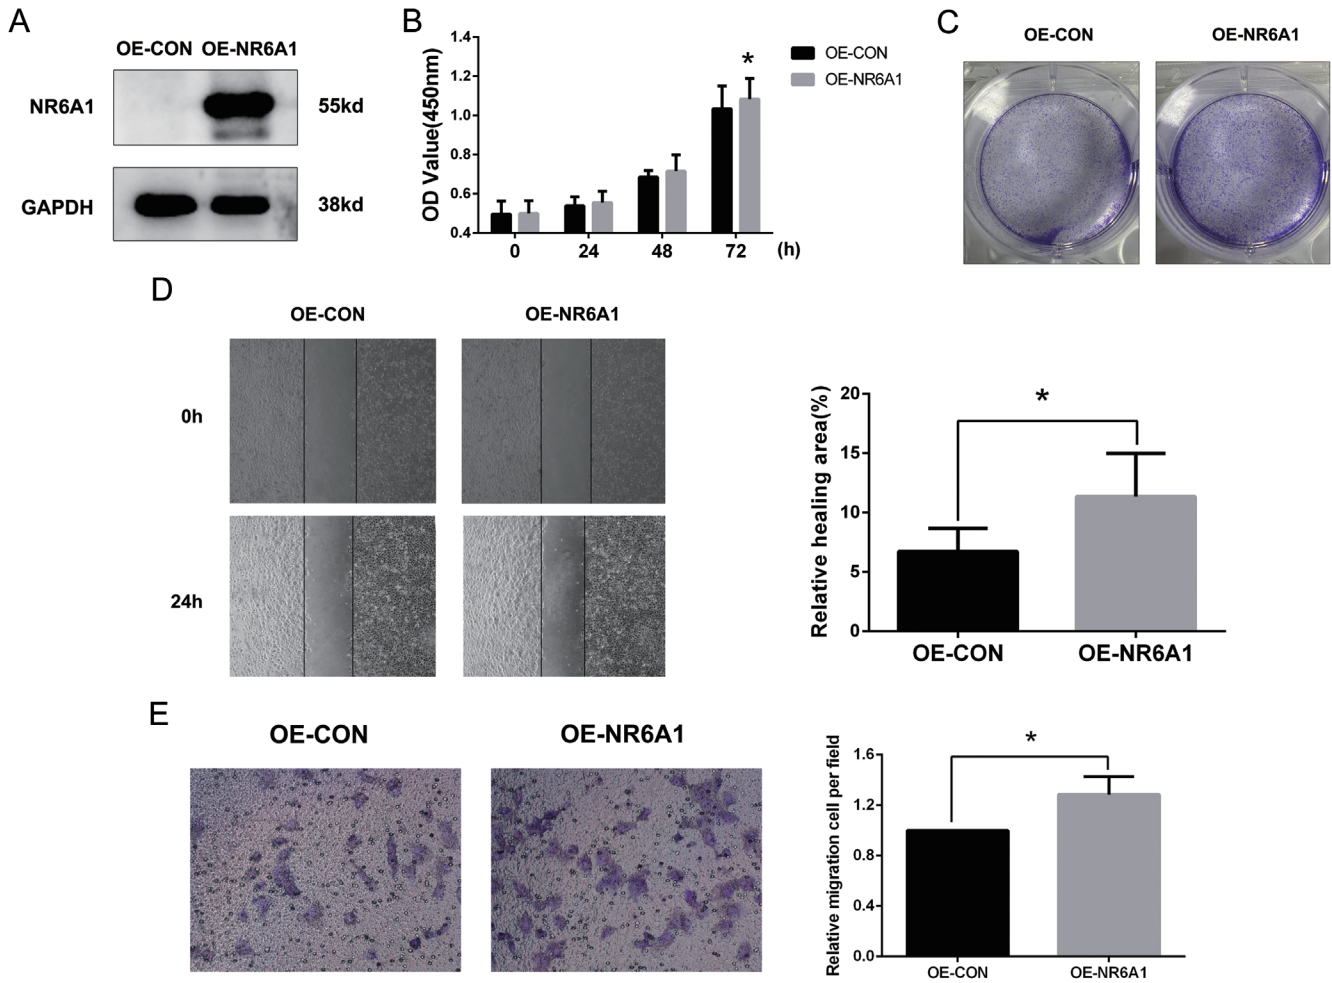 A
OE-CON OE-NR6A1
NR6A1
55kd
GAPDH
38kd
B
OD Value(450nm)
1.4
1.2
1.0
0.8
0.6
0.4
0
24
48
72
(h)
*
OE-CON
OE-NR6A1
C
OE-CON
OE-NR6A1
D
OE-CON
OE-NR6A1
0h
24h
Relative healing area(%)
20
15
10
5
0
*
OE-CON
OE-NR6A1
E
OE-CON
OE-NR6A1
Relative migration cell per field
1.6
1.2
0.8
0.4
0.0
*
OE-CON
OE-NR6A1